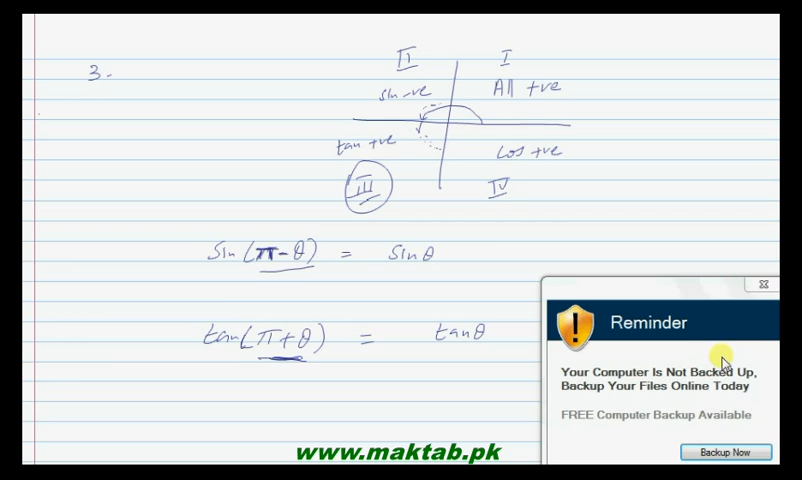 3.
II I
sin -ve All +ve
tan +ve cos +ve
III IV
sin(π-θ) = sinθ
tan(π+θ) = tanθ
Reminder
Your Computer Is Not Backed Up,
Backup Your Files Online Today
FREE Computer Backup Available
Backup Now
www.maktab.pk